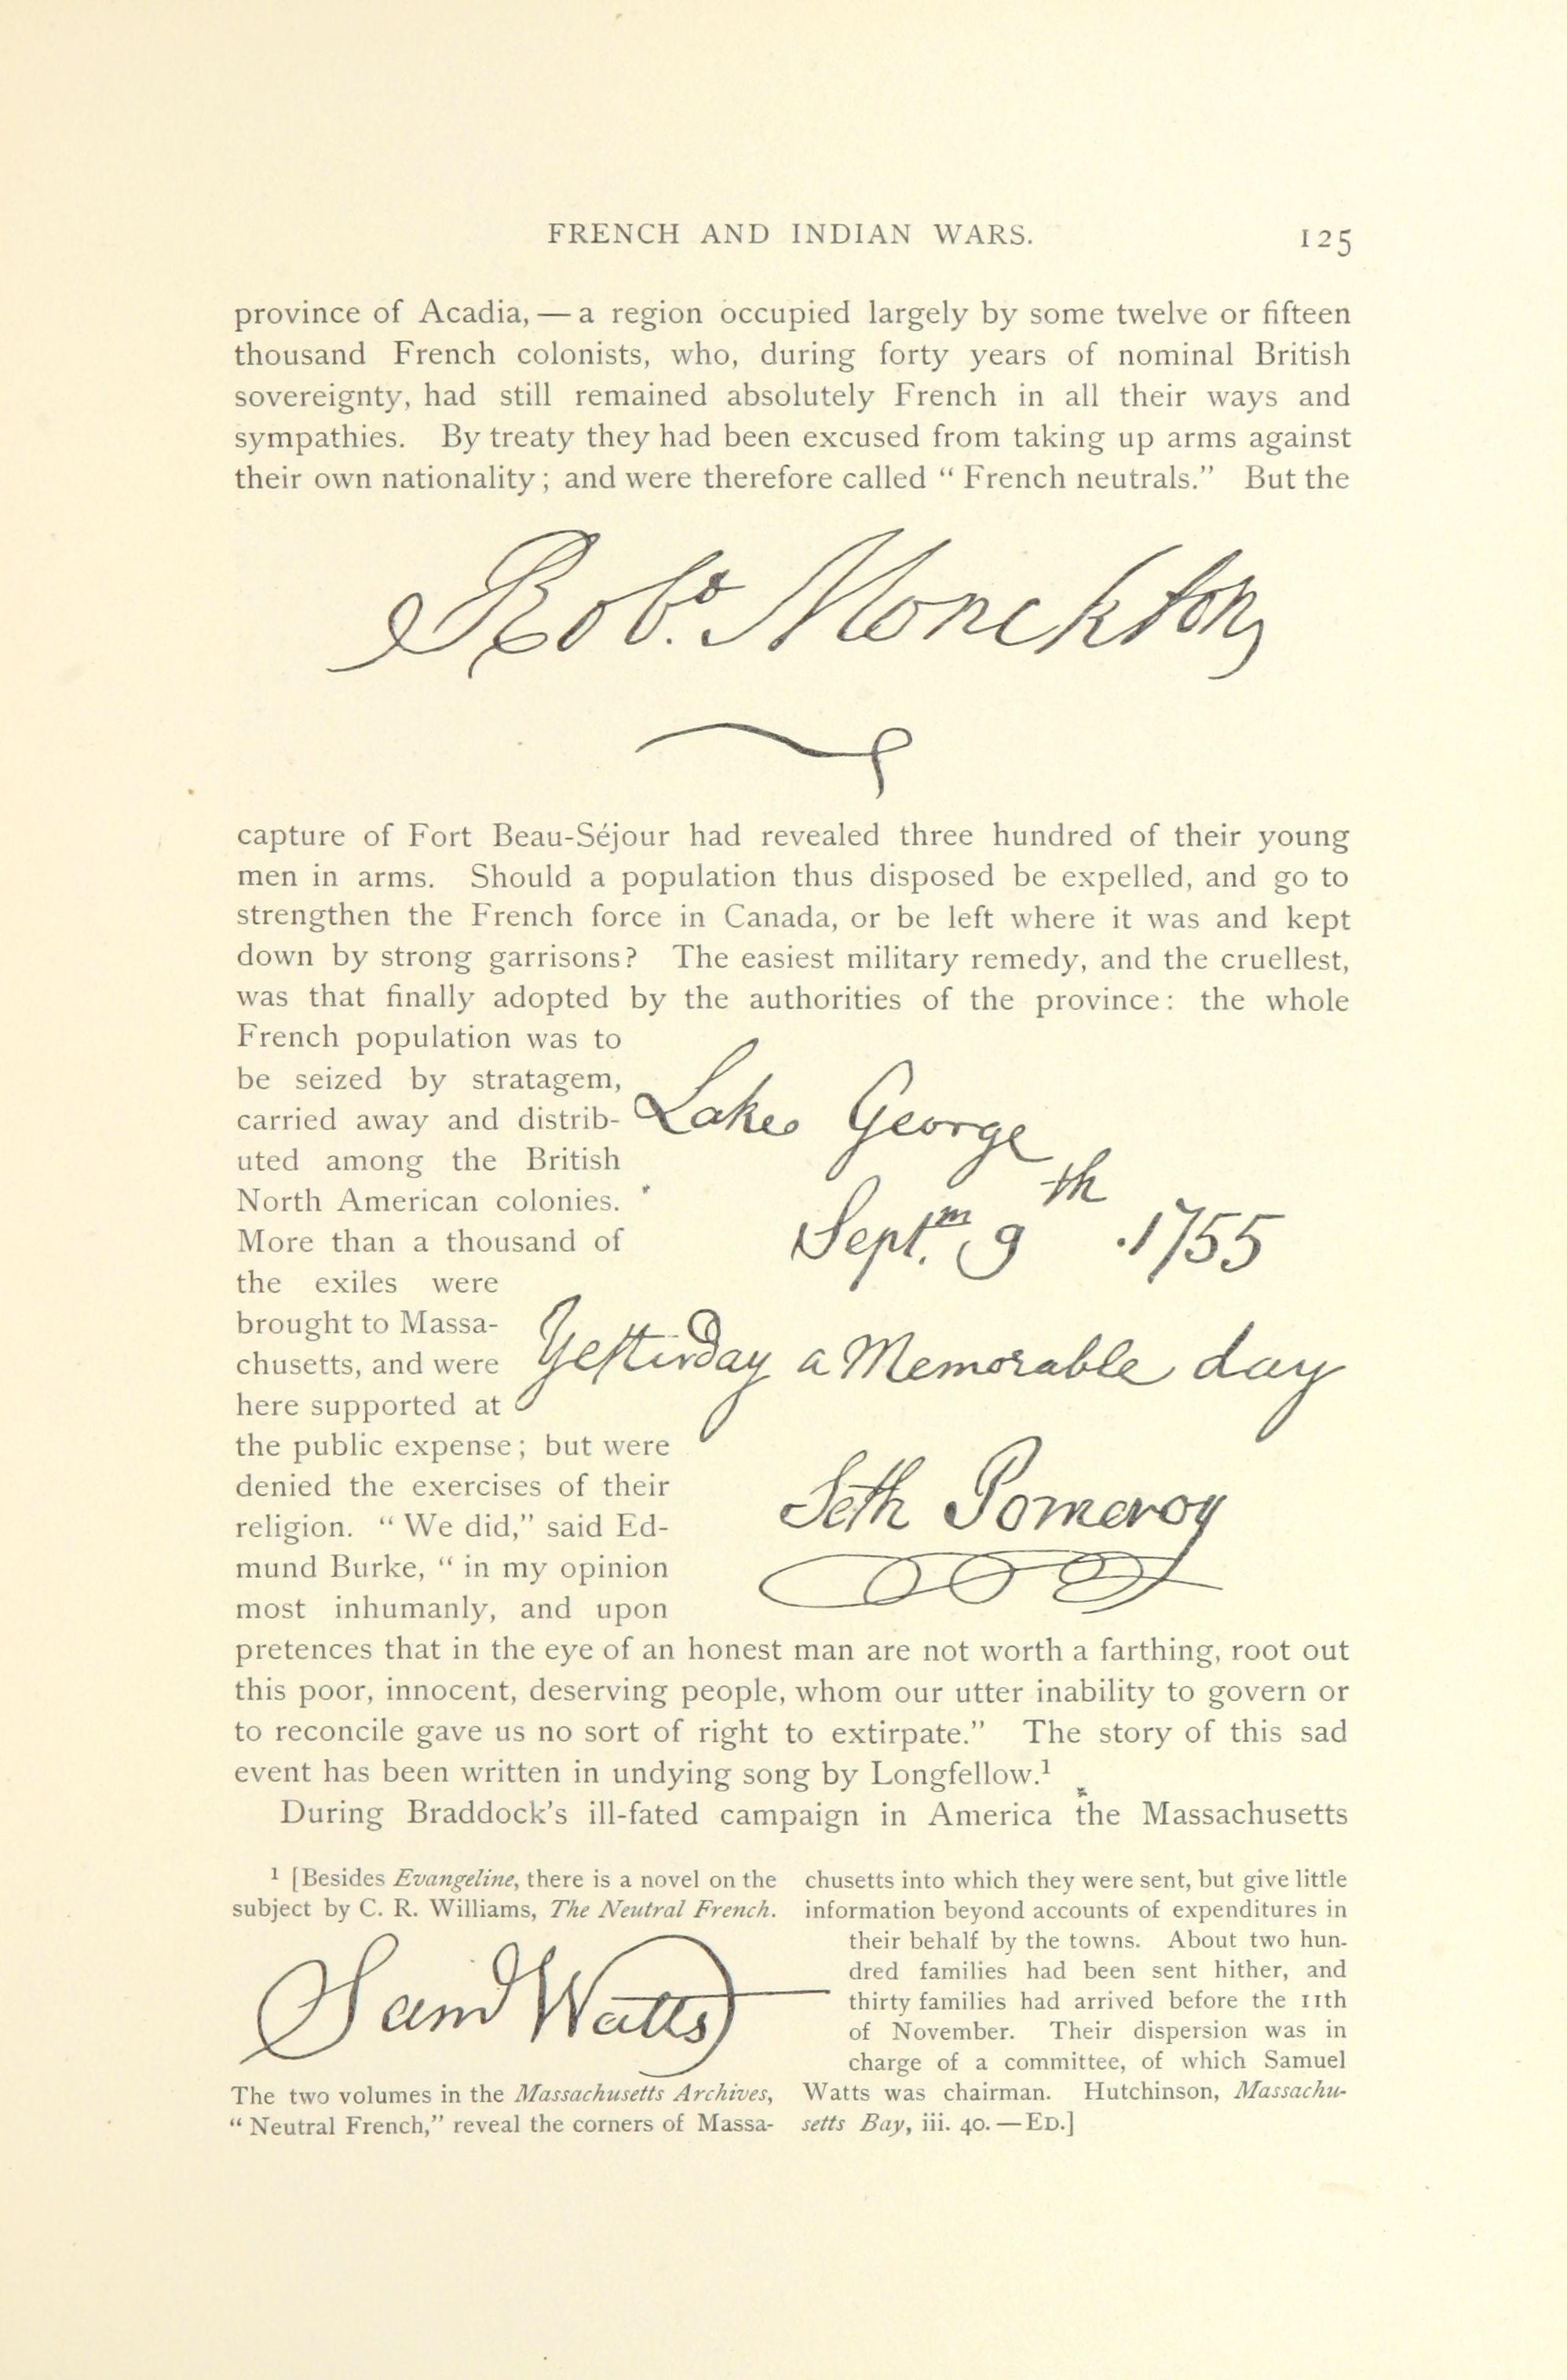 FRENCH AND INDIAN WARS. 125
province of Acadia, — a region occupied largely by some twelve or fifteen
thousand French colonists, who, during forty years of nominal British
sovereignty, had still remained absolutely French in all their ways and
sympathies. By treaty they had been excused from taking up arms against
their own nationality; and were therefore called “ French neutrals.” But the
Robt. Monckton
capture of Fort Beau-Séjour had revealed three hundred of their young
men in arms. Should a population thus disposed be expelled, and go to
strengthen the French force in Canada, or be left where it was and kept
down by strong garrisons? The easiest military remedy, and the cruellest,
was that finally adopted by the authorities of the province: the whole
French population was to
be seized by stratagem,
carried away and distrib-
uted among the British
North American colonies.
More than a thousand of
the exiles were
brought to Massa-
chusetts, and were
here supported at
the public expense; but were
denied the exercises of their
religion. “ We did,” said Ed-
mund Burke, “ in my opinion
most inhumanly, and upon
Lake George
Septm. 9th .1755
Yesterday a Memorable day
Seth Pomeroy
pretences that in the eye of an honest man are not worth a farthing, root out
this poor, innocent, deserving people, whom our utter inability to govern or
to reconcile gave us no sort of right to extirpate.” The story of this sad
event has been written in undying song by Longfellow.¹
During Braddock’s ill-fated campaign in America the Massachusetts
¹ [Besides Evangeline, there is a novel on the
subject by C. R. Williams, The Neutral French.
Saml Watts
The two volumes in the Massachusetts Archives,
“ Neutral French,” reveal the corners of Massa-
chusetts into which they were sent, but give little
information beyond accounts of expenditures in
their behalf by the towns. About two hun-
dred families had been sent hither, and
thirty families had arrived before the 11th
of November. Their dispersion was in
charge of a committee, of which Samuel
Watts was chairman. Hutchinson, Massachu-
setts Bay, iii. 40. — ED.]